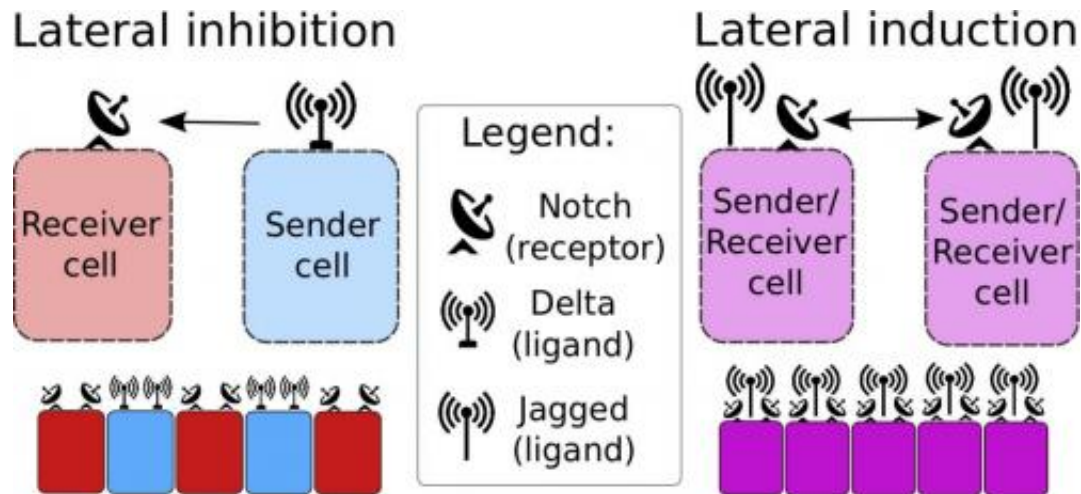 Lateral inhibition
Receiver
cell
Sender
cell
Legend:
Notch
(receptor)
Delta
(ligand)
Jagged
(ligand)
Lateral induction
Sender/
Receiver
cell
Sender/
Receiver
cell